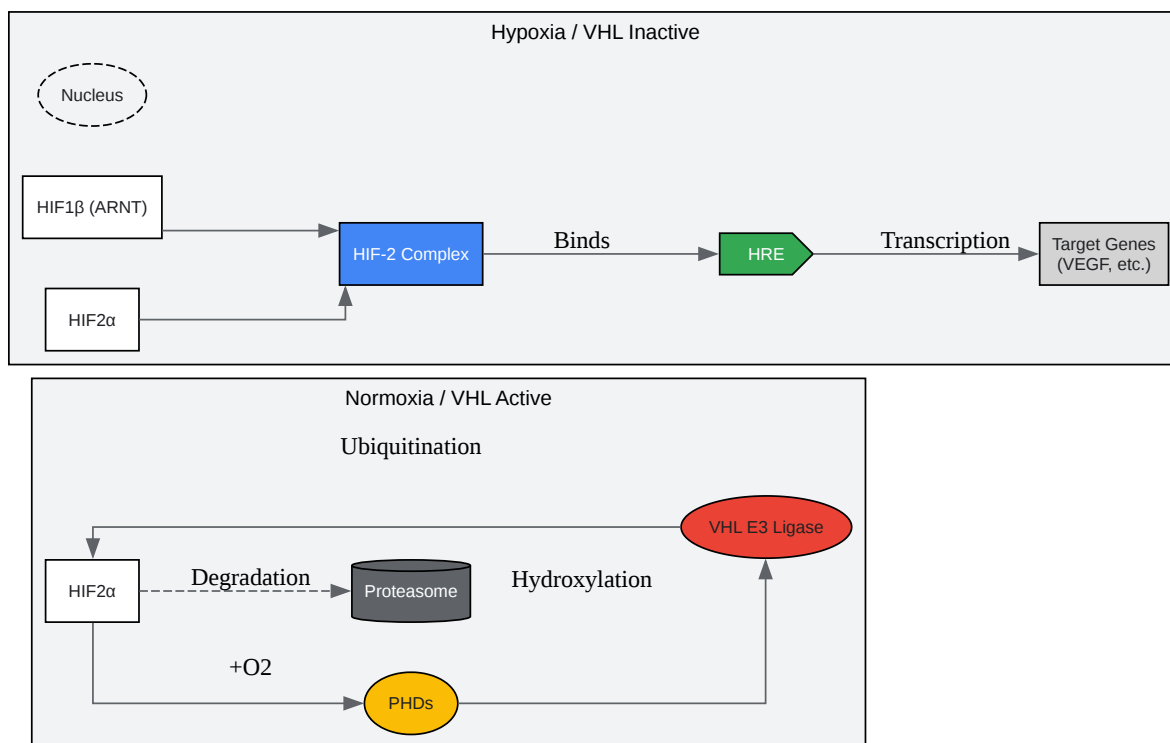 Hypoxia / VHL Inactive
Nucleus
HIF1β (ARNT)
HIF2α
HIF-2 Complex
Binds
HRE
Transcription
Target Genes
(VEGF, etc.)
Normoxia / VHL Active
Ubiquitination
VHL E3 Ligase
HIF2α
Degradation
Proteasome
Hydroxylation
+O2
PHDs